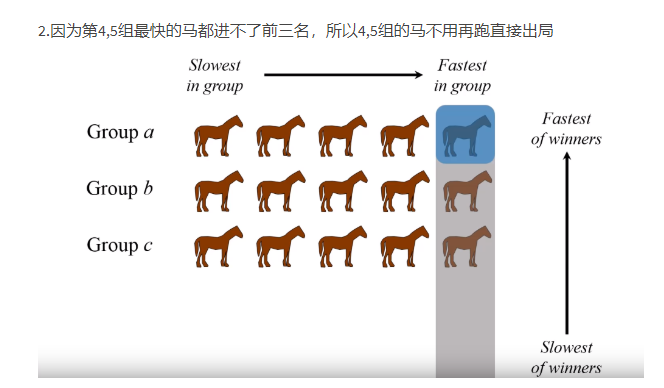 2.因为第4,5组最快的马都进不了前三名，所以4,5组的马不用再跑直接出局
Slowest
in group
Fastest
in group
Group a
Fastest
of winners
Group b
Group c
Slowest
of winners